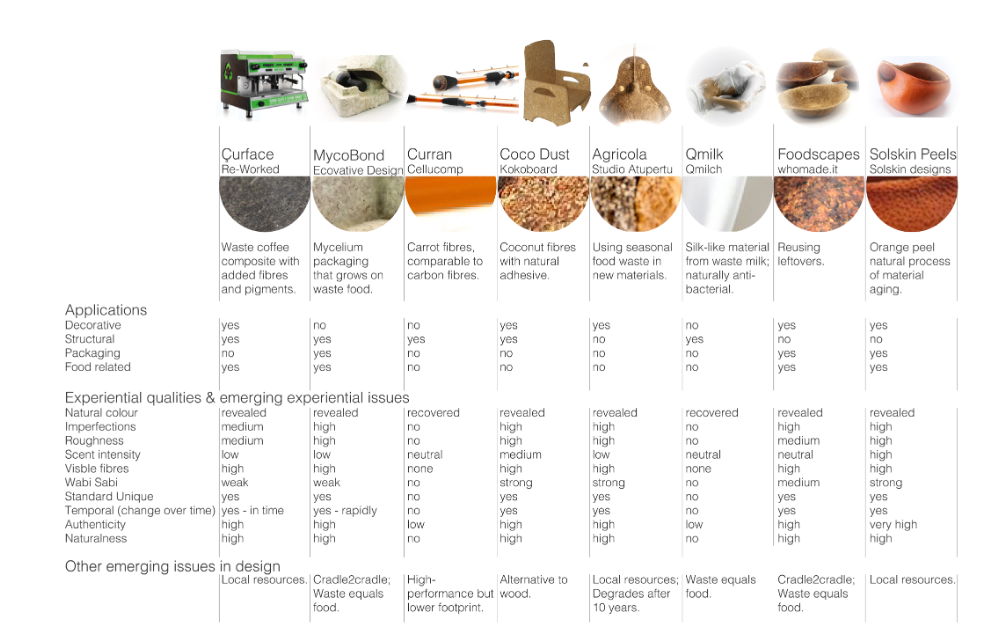 Çurface MycoBond Curran Coco Dust Agricola Qmilk Foodscapes Solskin Peels
Re-Worked Ecovative Design Cellucomp Kokoboard Studio Atupertu Qmilch whomade.it Solskin designs
Waste coffee Mycelium Carrot fibres, Coconut fibres Using seasonal Silk-like material Reusing Orange peel
composite with packaging comparable to with natural food waste in from waste milk; leftovers. natural process
added fibres that grows on carbon fibres. adhesive. new materials. naturally anti- of material
and pigments. waste food. bacterial. aging.
Applications
Decorative yes no no yes yes no yes yes
Structural yes yes yes yes no yes no no
Packaging no yes no no no no yes yes
Food related yes yes no no no no yes yes
Experiential qualities & emerging experiential issues
Natural colour revealed revealed recovered revealed revealed recovered revealed revealed
Imperfections medium high no high high no high high
Roughness medium high no high high no medium high
Scent intensity low low neutral medium low neutral neutral high
Visble fibres high high none high high none high high
Wabi Sabi weak weak no strong strong no medium strong
Standard Unique yes yes no yes yes no yes yes
Temporal (change over time) yes - in time yes - rapidly no yes yes no yes yes
Authenticity high high low high high low high very high
Naturalness high high no high high no high high
Other emerging issues in design
Local resources. Cradle2cradle; High- Alternative to Local resources; Waste equals Cradle2cradle; Local resources.
Waste equals performance but wood. Degrades after food. Waste equals
food. lower footprint. 10 years. food.